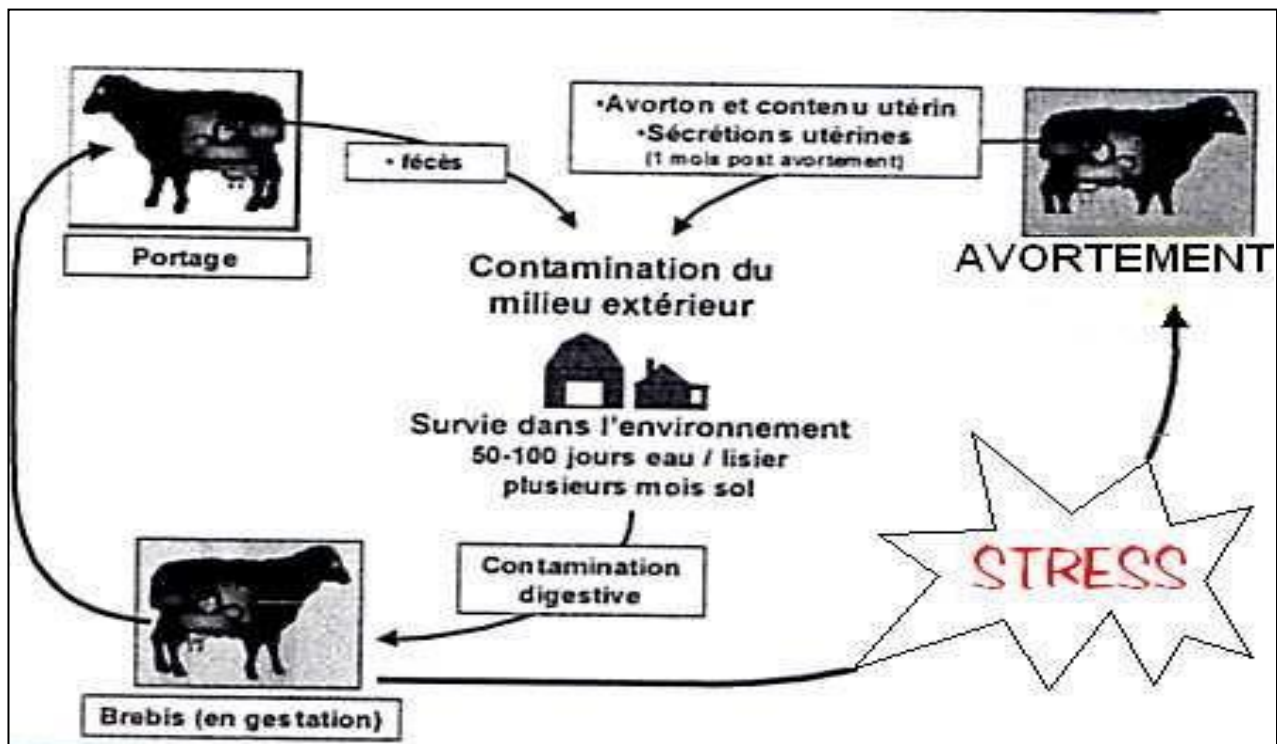 •Avorton et contenu utérin
•Sécrétions utérines
(1 mois post avortement)
• fécès
Portage
AVORTEMENT
Contamination du
milieu extérieur
Survie dans l'environnement
50-100 jours eau / lisier
plusieurs mois sol
Contamination
digestive
STRESS
Brebis (en gestation)